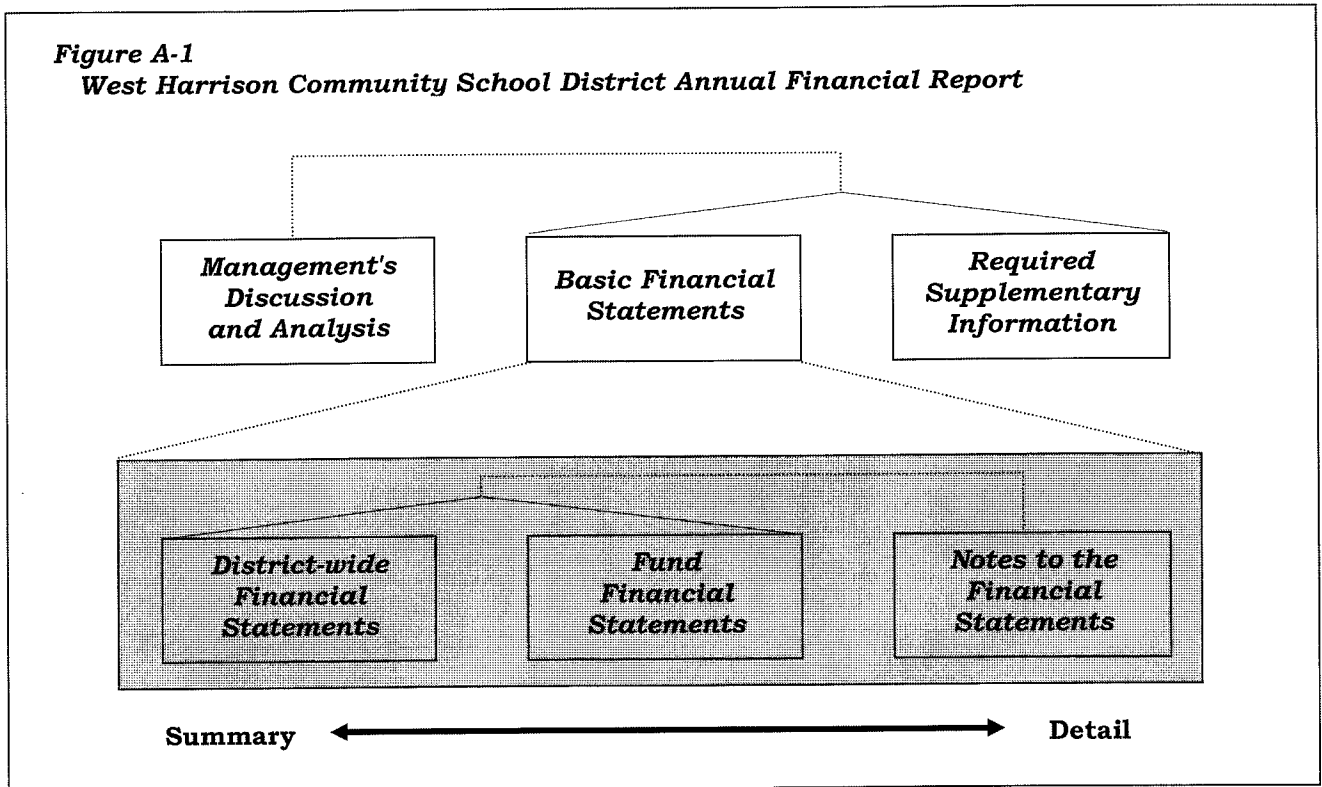 Figure A-1
West Harrison Community School District Annual Financial Report
Management's
Discussion
and Analysis
Basic Financial
Statements
Required
Supplementary
Information
District-wide
Financial
Statements
Fund
Financial
Statements
Notes to the
Financial
Statements
Summary
Detail